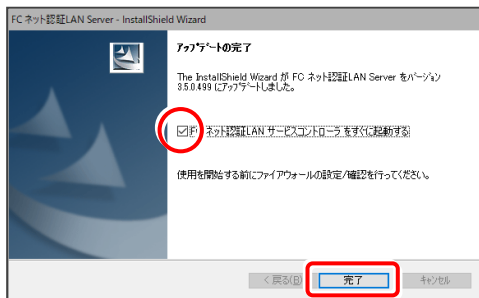 FC ネット認証LAN Server - InstallShield Wizard
アップデートの完了
The InstallShield Wizard が FC ネット認証LAN Server をバージョン
3.5.0.499 にアップデートしました。
FC ネット認証LAN サービスコントローラ をすぐに起動する
使用を開始する前にファイアウォールの設定/確認を行ってください。
< 戻る(B) 完了 キャンセル